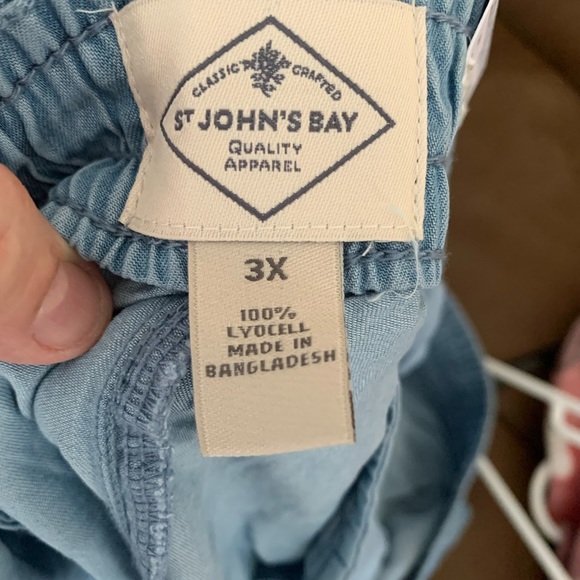 CLASSIC CRAFTED
ST JOHN'S BAY
QUALITY
APPAREL
3X
100%
LYOCELL
MADE IN
BANGLADESH